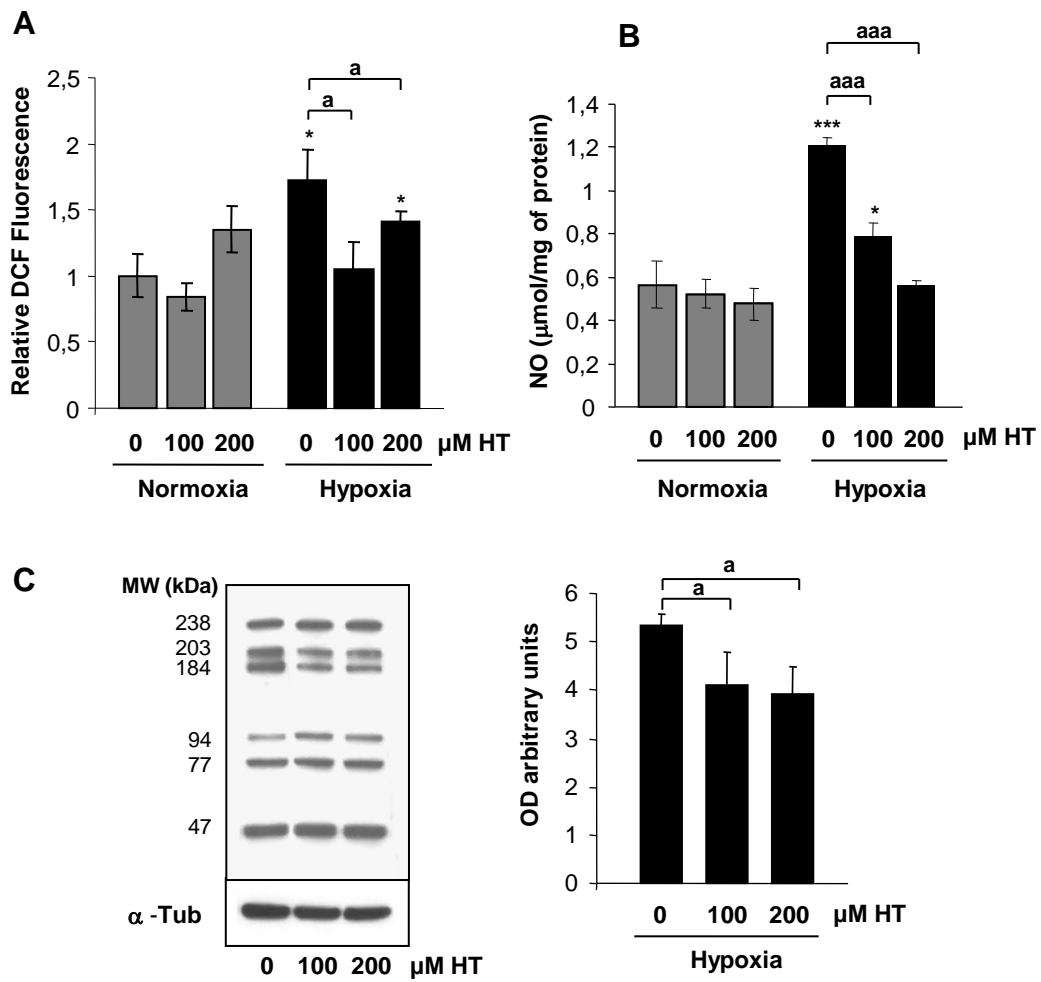 A
Relative DCF Fluorescence
2,5
2
1,5
1
0,5
0
a
a
*
*
0 100 200 0 100 200 µM HT
Normoxia Hypoxia
B
NO (µmol/mg of protein)
1,4
1,2
1
0,8
0,6
0,4
0,2
0
aaa
aaa
***
*
0 100 200 0 100 200 µM HT
Normoxia Hypoxia
C
MW (kDa)
238
203
184
94
77
47
α -Tub
0 100 200 µM HT
OD arbitrary units
6
5
4
3
2
1
0
a
a
0 100 200 µM HT
Hypoxia